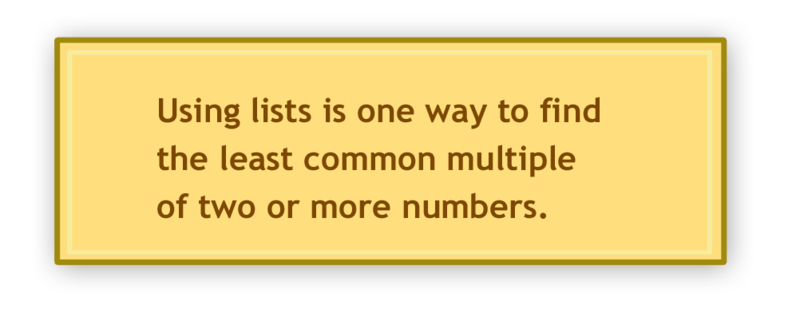 Using lists is one way to find
the least common multiple
of two or more numbers.